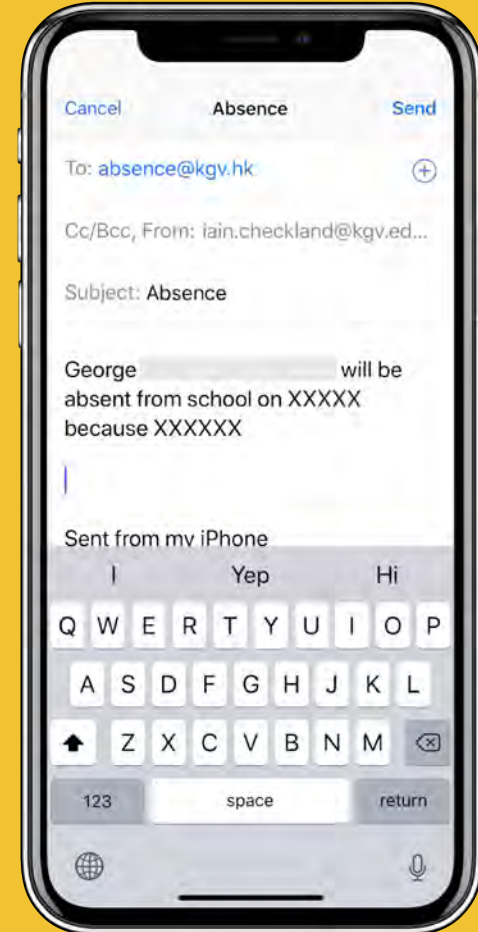 Cancel Absence Send
To: absence@kgv.hk
Cc/Bcc, From: iain.checkland@kgv.ed...
Subject: Absence
George will be
absent from school on XXXXX
because XXXXXX
Sent from my iPhone
I Yep Hi
Q W E R T Y U I O P
A S D F G H J K L
Z X C V B N M
123 space return